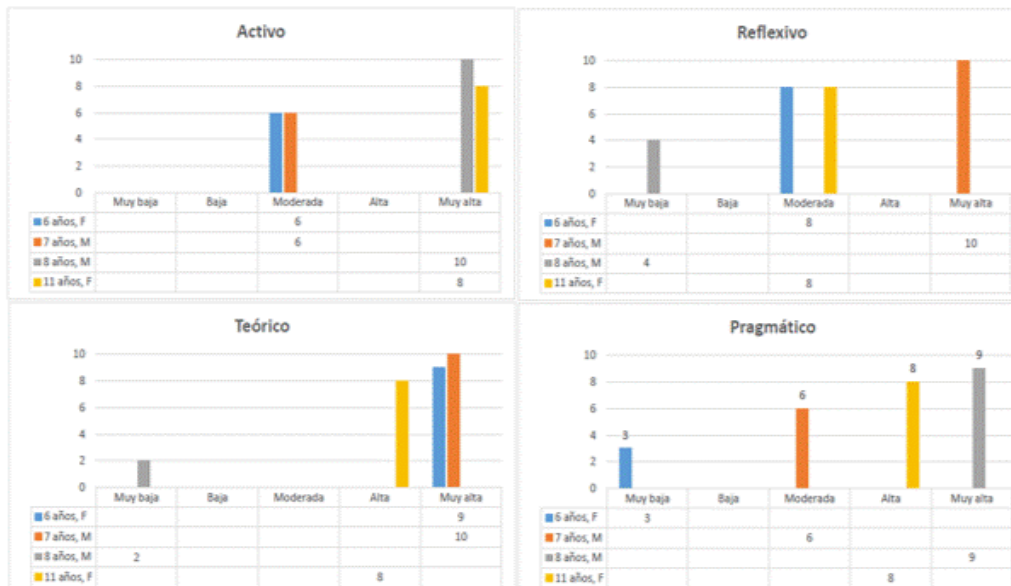 Activo
10
8
6
4
2
0
Muy baja Baja Moderada Alta Muy alta
6 años, F 6
7 años, M 6
8 años, M 10
11 años, F 8
Reflexivo
10
8
6
4
2
0
Muy baja Baja Moderada Alta Muy alta
6 años, F 8
7 años, M 10
8 años, M 4
11 años, F 8
Teórico
10
8
6
4
2
0
Muy baja Baja Moderada Alta Muy alta
6 años, F 9
7 años, M 10
8 años, M 2
11 años, F 8
Pragmático
10
8
6
4
2
0
3 6 8 9
Muy baja Baja Moderada Alta Muy alta
6 años, F 3
7 años, M 6
8 años, M 9
11 años, F 8